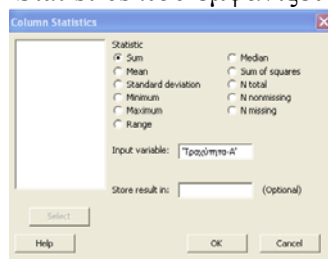 Column Statistics
Statistic
Sum
Mean
Standard deviation
Minimum
Maximum
Range
Median
Sum of squares
N total
N nonmissing
N missing
Input variable: 'Τραχύτητα-Α'
Store result in: (Optional)
Select
Help OK Cancel